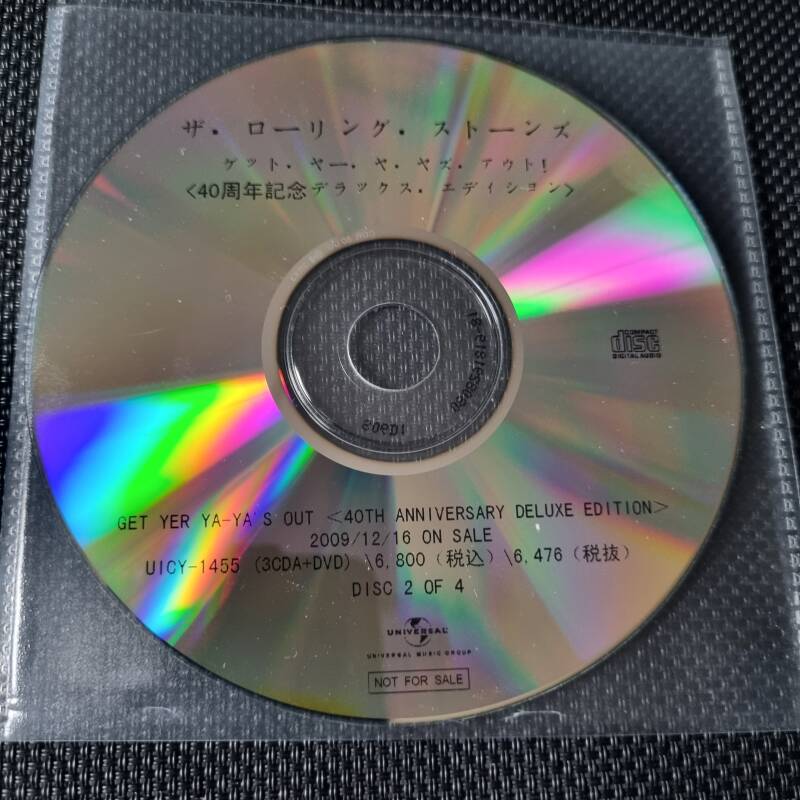 ザ・ローリング・ストーンズ
ゲット・ヤー・ヤ・ヤズ・アウト!
<40周年記念デラックス・エディション>
COMPACT
disc
DIGITAL AUDIO
GET YER YA-YA'S OUT <40TH ANNIVERSARY DELUXE EDITION>
2009/12/16 ON SALE
UICY-1455 (3CDA+DVD) \6,800(税込)\6,476(税抜)
DISC 2 OF 4
UNIVERSAL
UNIVERSAL MUSIC GROUP
NOT FOR SALE